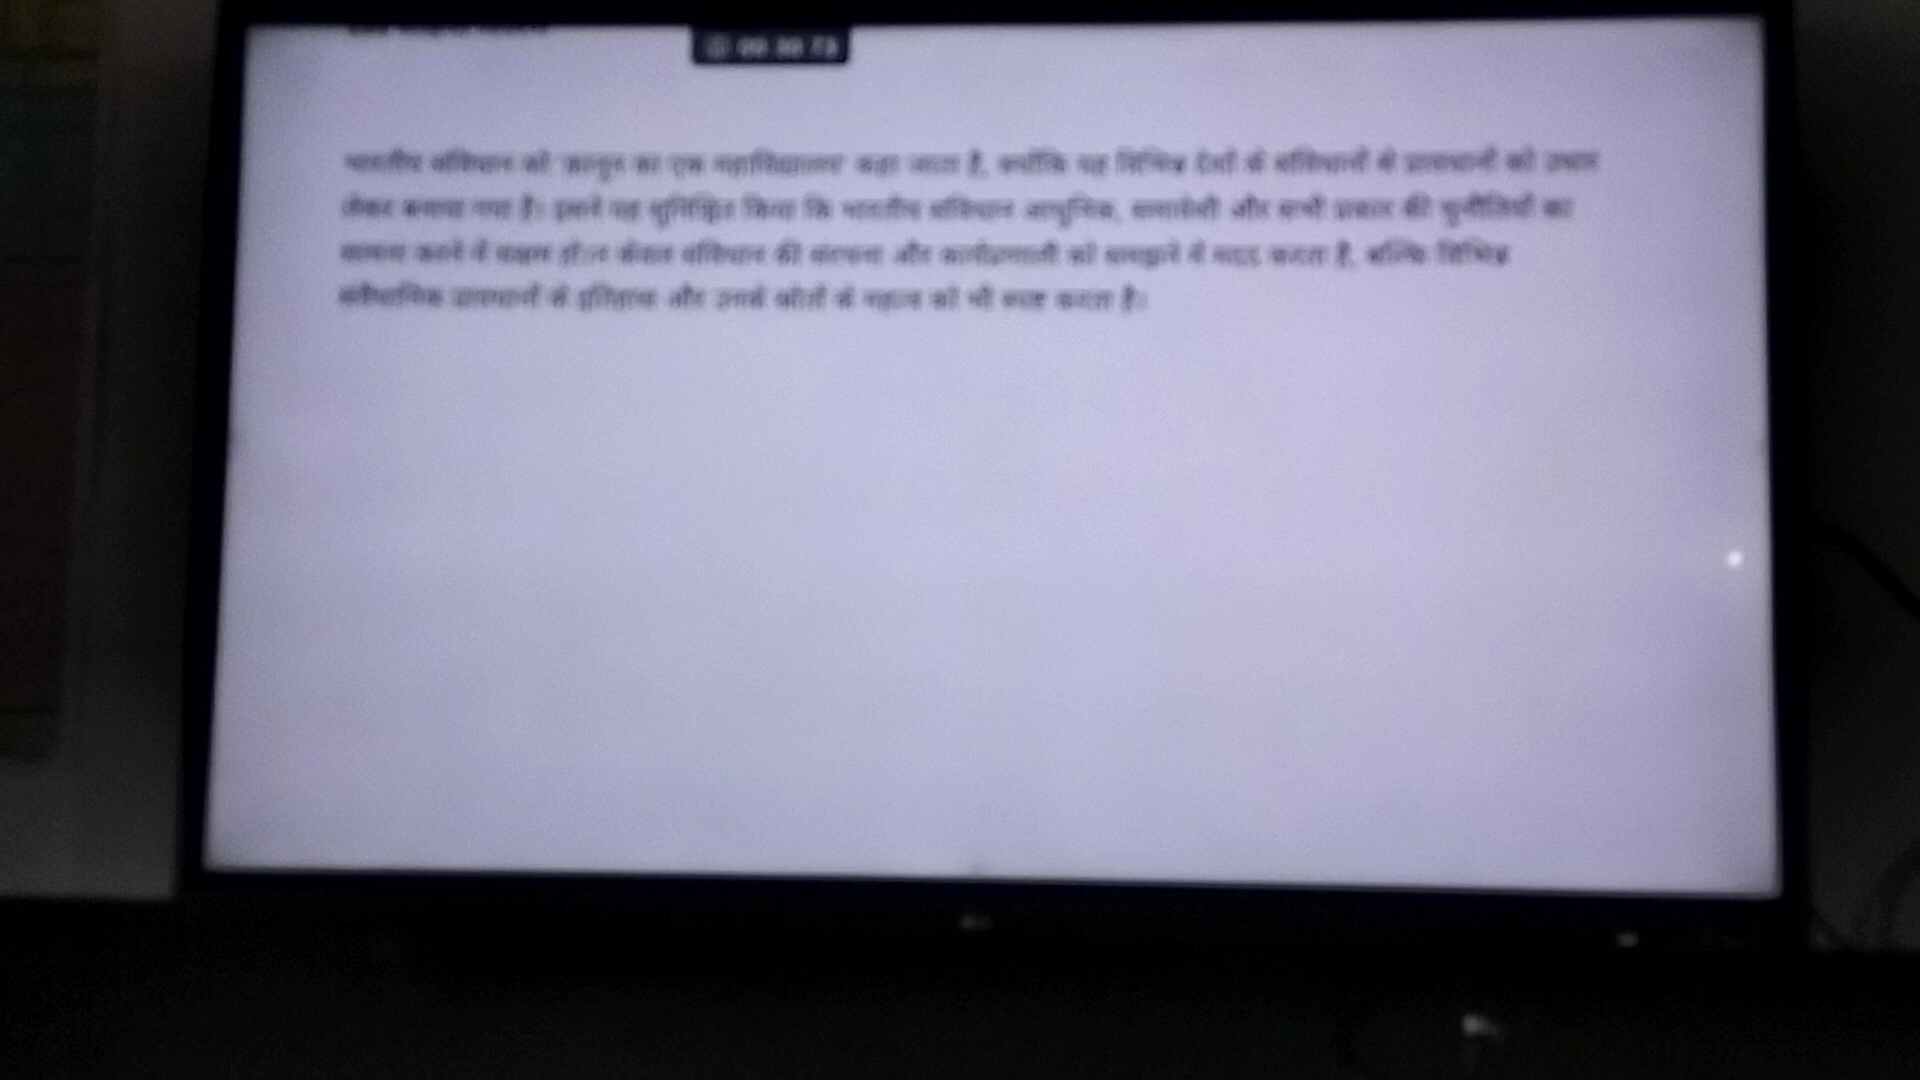 भारतीय संविधान को 'कानून का एक महाविद्यालय' कहा जाता है, क्योंकि यह विभिन्न देशों के संविधानों से प्रावधानों को उधार
लेकर बनाया गया है। इसने यह सुनिश्चित किया कि भारतीय संविधान आधुनिक, समावेशी और सभी प्रकार की चुनौतियों का
सामना करने में सक्षम हो।न केवल संविधान की संरचना और कार्यप्रणाली को समझने में मदद करता है, बल्कि विभिन्न
संवैधानिक प्रावधानों के इतिहास और उनके स्रोतों के महत्व को भी स्पष्ट करता है।